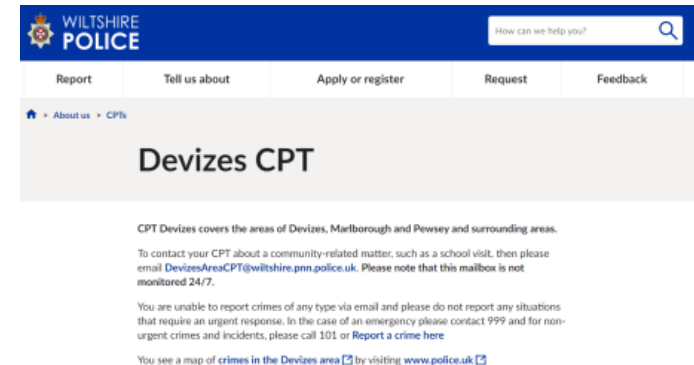 WILTSHIRE
POLICE
How can we help you?
Report Tell us about Apply or register Request Feedback
About us CPTs
Devizes CPT
CPT Devizes covers the areas of Devizes, Marlborough and Pewsey and surrounding areas.
To contact your CPT about a community-related matter, such as a school visit, then please
email DevizesAreaCPT@wiltshire.pnn.police.uk. Please note that this mailbox is not
monitored 24/7.
You are unable to report crimes of any type via email and please do not report any situations
that require an urgent response. In the case of an emergency please contact 999 and for non-
urgent crimes and incidents, please call 101 or Report a crime here
You see a map of crimes in the Devizes area by visiting www.police.uk